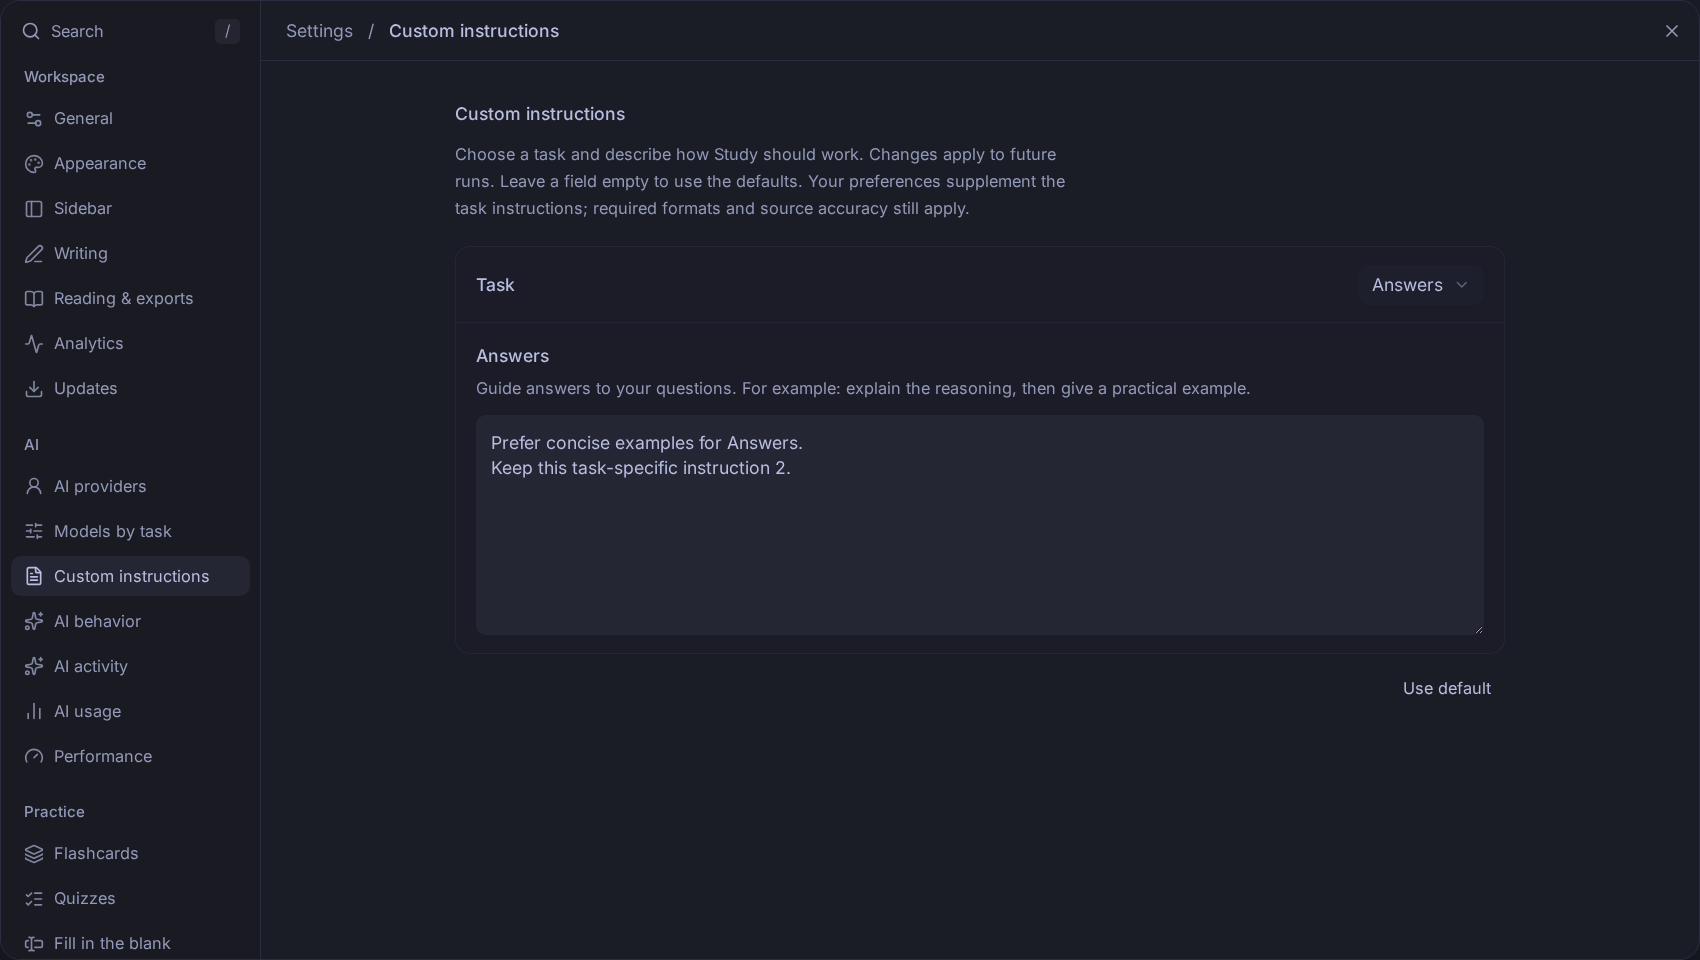 Search
/
Workspace
General
Appearance
Sidebar
Writing
Reading & exports
Analytics
Updates
AI
AI providers
Models by task
Custom instructions
AI behavior
AI activity
AI usage
Performance
Practice
Flashcards
Quizzes
Fill in the blank
Settings / Custom instructions
Custom instructions
Choose a task and describe how Study should work. Changes apply to future
runs. Leave a field empty to use the defaults. Your preferences supplement the
task instructions; required formats and source accuracy still apply.
Task
Answers
Answers
Guide answers to your questions. For example: explain the reasoning, then give a practical example.
Prefer concise examples for Answers.
Keep this task-specific instruction 2.
Use default